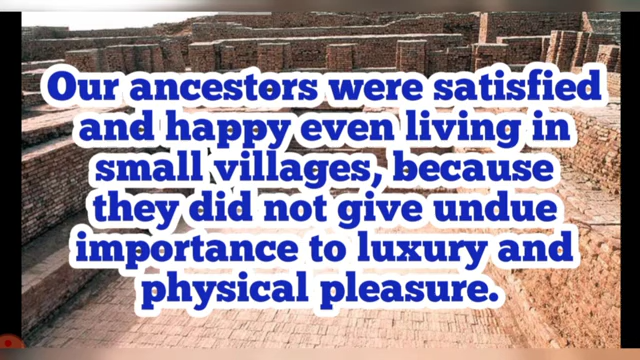 Our ancestors were satisfied
and happy even living in
small villages, because
they did not give undue
importance to luxury and
physical pleasure.